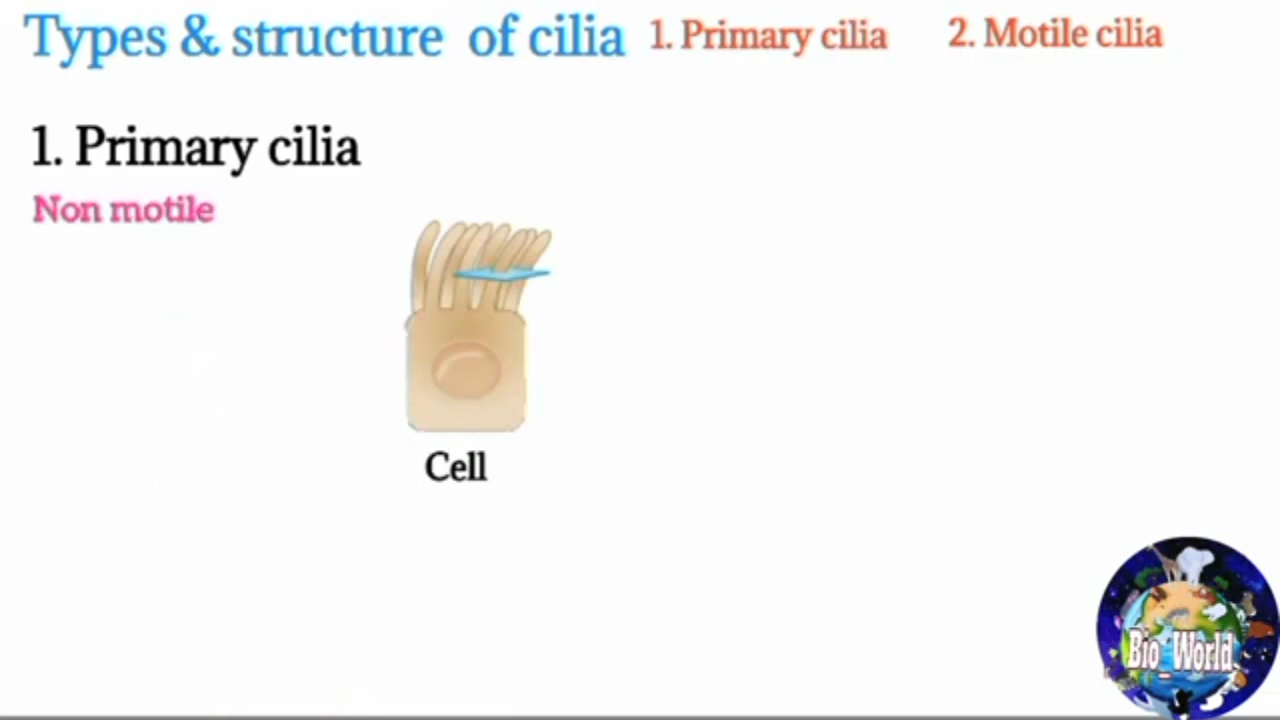 Types & structure of cilia 1. Primary cilia 2. Motile cilia
1. Primary cilia
Non motile
Cell
Bio_World